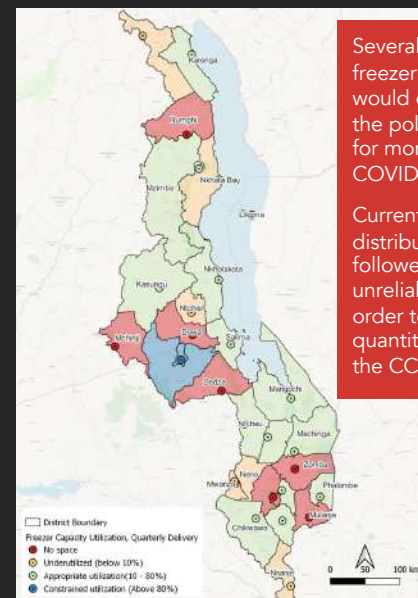 Several
freezer
would
the pol
for mor
COVID
Current
distribu
followe
unreliab
order to
quantit
the CC
Karonga
Rumphi
Mzimba
Nkhata Bay
Likoma
Nkhotakota
Kasungu
Ntchisi
Dowa
Mchinji
Salima
Dedza
Mangochi
Ntcheu
Machinga
Zomba
Neno
Mwanza
Phalombe
Mulanje
Chikwawa
Nsanje
District Boundary
Freezer Capacity Utilization, Quarterly Delivery
No space
Underutilized (below 10%)
Appropriate utilization(10 - 80%)
Constrained utilization (Above 80%)
0 50 100 km